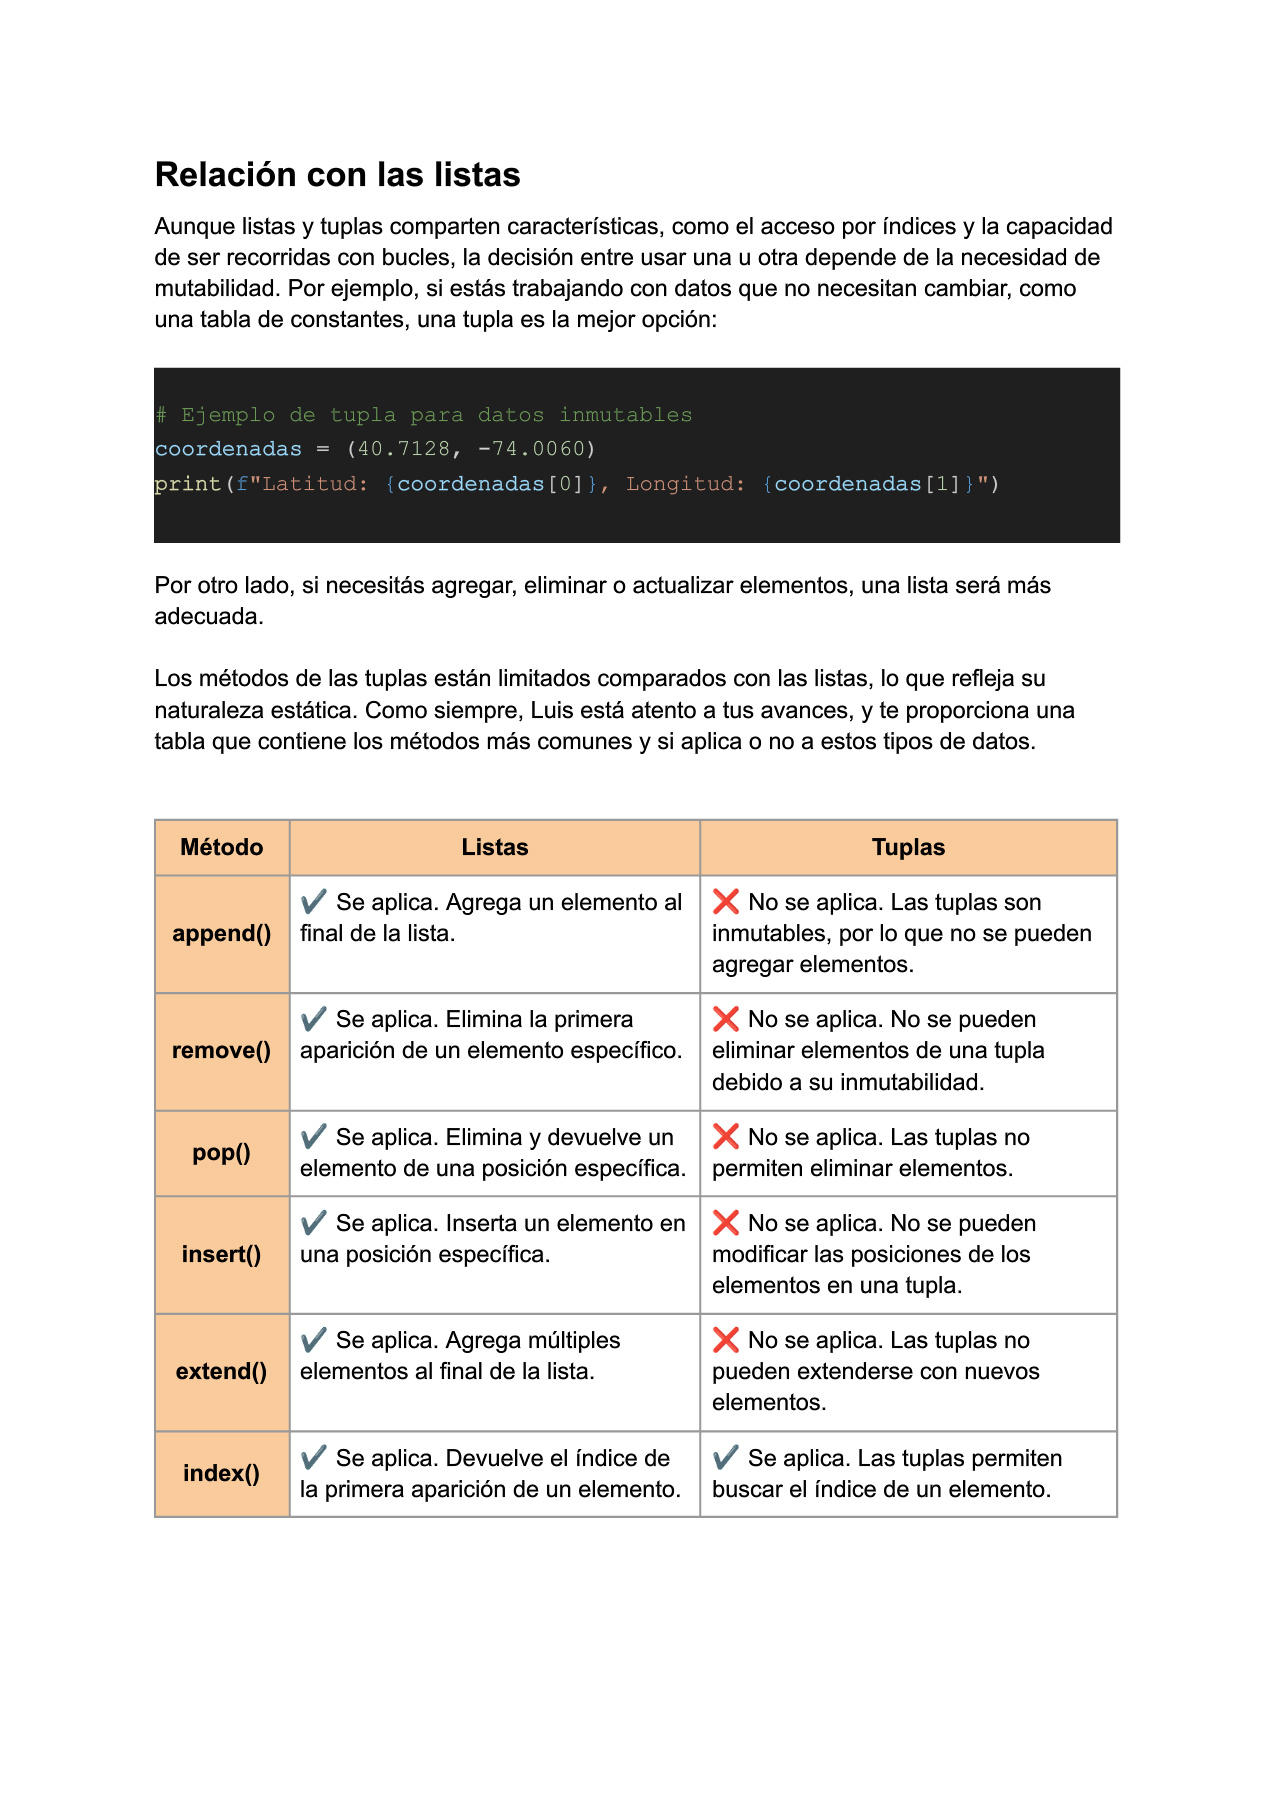 Relación con las listas
Aunque listas y tuplas comparten características, como el acceso por índices y la capacidad
de ser recorridas con bucles, la decisión entre usar una u otra depende de la necesidad de
mutabilidad. Por ejemplo, si estás trabajando con datos que no necesitan cambiar, como
una tabla de constantes, una tupla es la mejor opción:
# Ejemplo de tupla para datos inmutables
coordenadas = (40.7128, -74.0060)
print(f"Latitud: {coordenadas[0]}, Longitud: {coordenadas[1]}")
Por otro lado, si necesitás agregar, eliminar o actualizar elementos, una lista será más
adecuada.
Los métodos de las tuplas están limitados comparados con las listas, lo que refleja su
naturaleza estática. Como siempre, Luis está atento a tus avances, y te proporciona una
tabla que contiene los métodos más comunes y si aplica o no a estos tipos de datos.
Método Listas Tuplas
append()
✔️ Se aplica. Agrega un elemento al
final de la lista.
❌ No se aplica. Las tuplas son
inmutables, por lo que no se pueden
agregar elementos.
remove()
✔️ Se aplica. Elimina la primera
aparición de un elemento específico.
❌ No se aplica. No se pueden
eliminar elementos de una tupla
debido a su inmutabilidad.
pop()
✔️ Se aplica. Elimina y devuelve un
elemento de una posición específica.
❌ No se aplica. Las tuplas no
permiten eliminar elementos.
insert()
✔️ Se aplica. Inserta un elemento en
una posición específica.
❌ No se aplica. No se pueden
modificar las posiciones de los
elementos en una tupla.
extend()
✔️ Se aplica. Agrega múltiples
elementos al final de la lista.
❌ No se aplica. Las tuplas no
pueden extenderse con nuevos
elementos.
index()
✔️ Se aplica. Devuelve el índice de
la primera aparición de un elemento.
✔️ Se aplica. Las tuplas permiten
buscar el índice de un elemento.